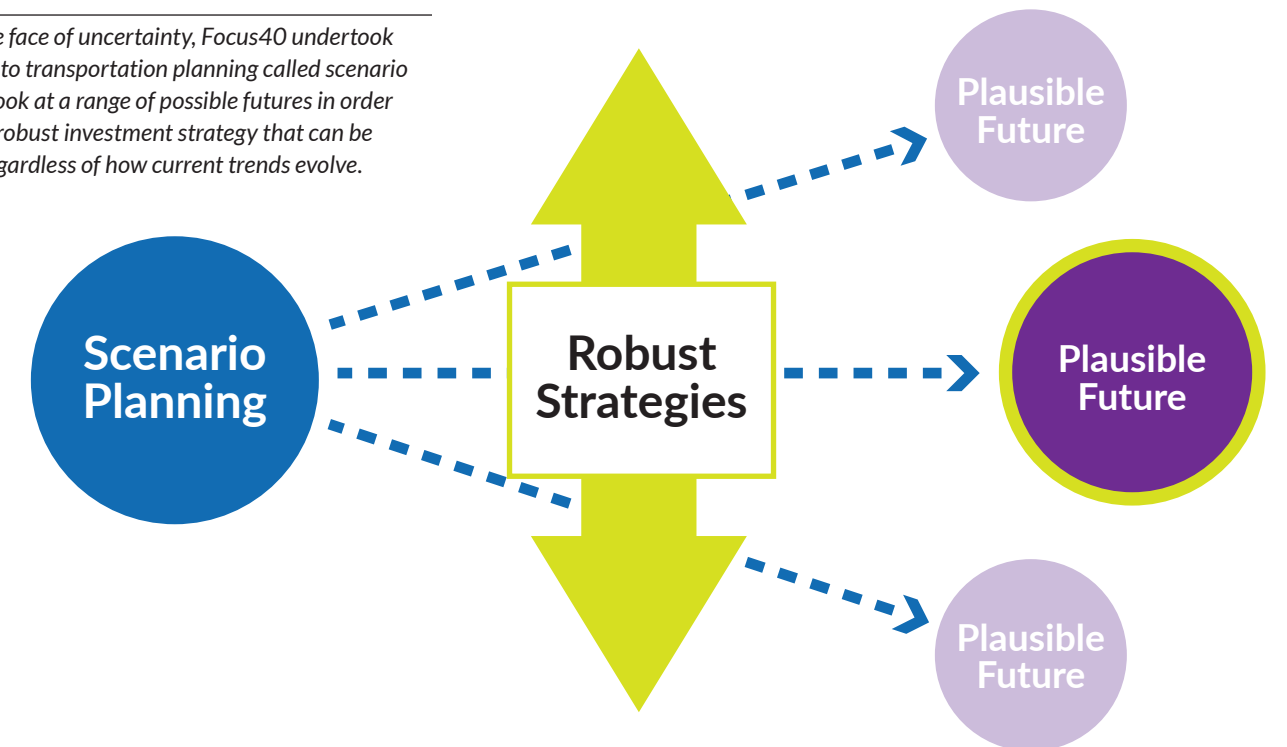 e face of uncertainty, Focus40 undertook
to transportation planning called scenario
ook at a range of possible futures in order
robust investment strategy that can be
gardless of how current trends evolve.
Plausible
Future
Scenario
Planning
Robust
Strategies
Plausible
Future
Plausible
Future